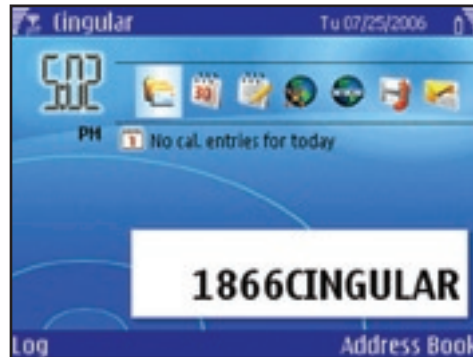 Cingular Tu 07/25/2006
5:02
PM
No cal. entries for today
1866CINGULAR
Log Address Book